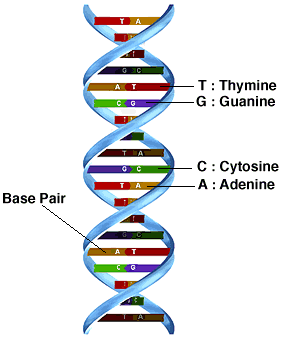 T A
G C
A T
T : Thymine
C G
G : Guanine
T A
G C
C : Cytosine
T A
A : Adenine
Base Pair
G C
A T
C G
C
T A